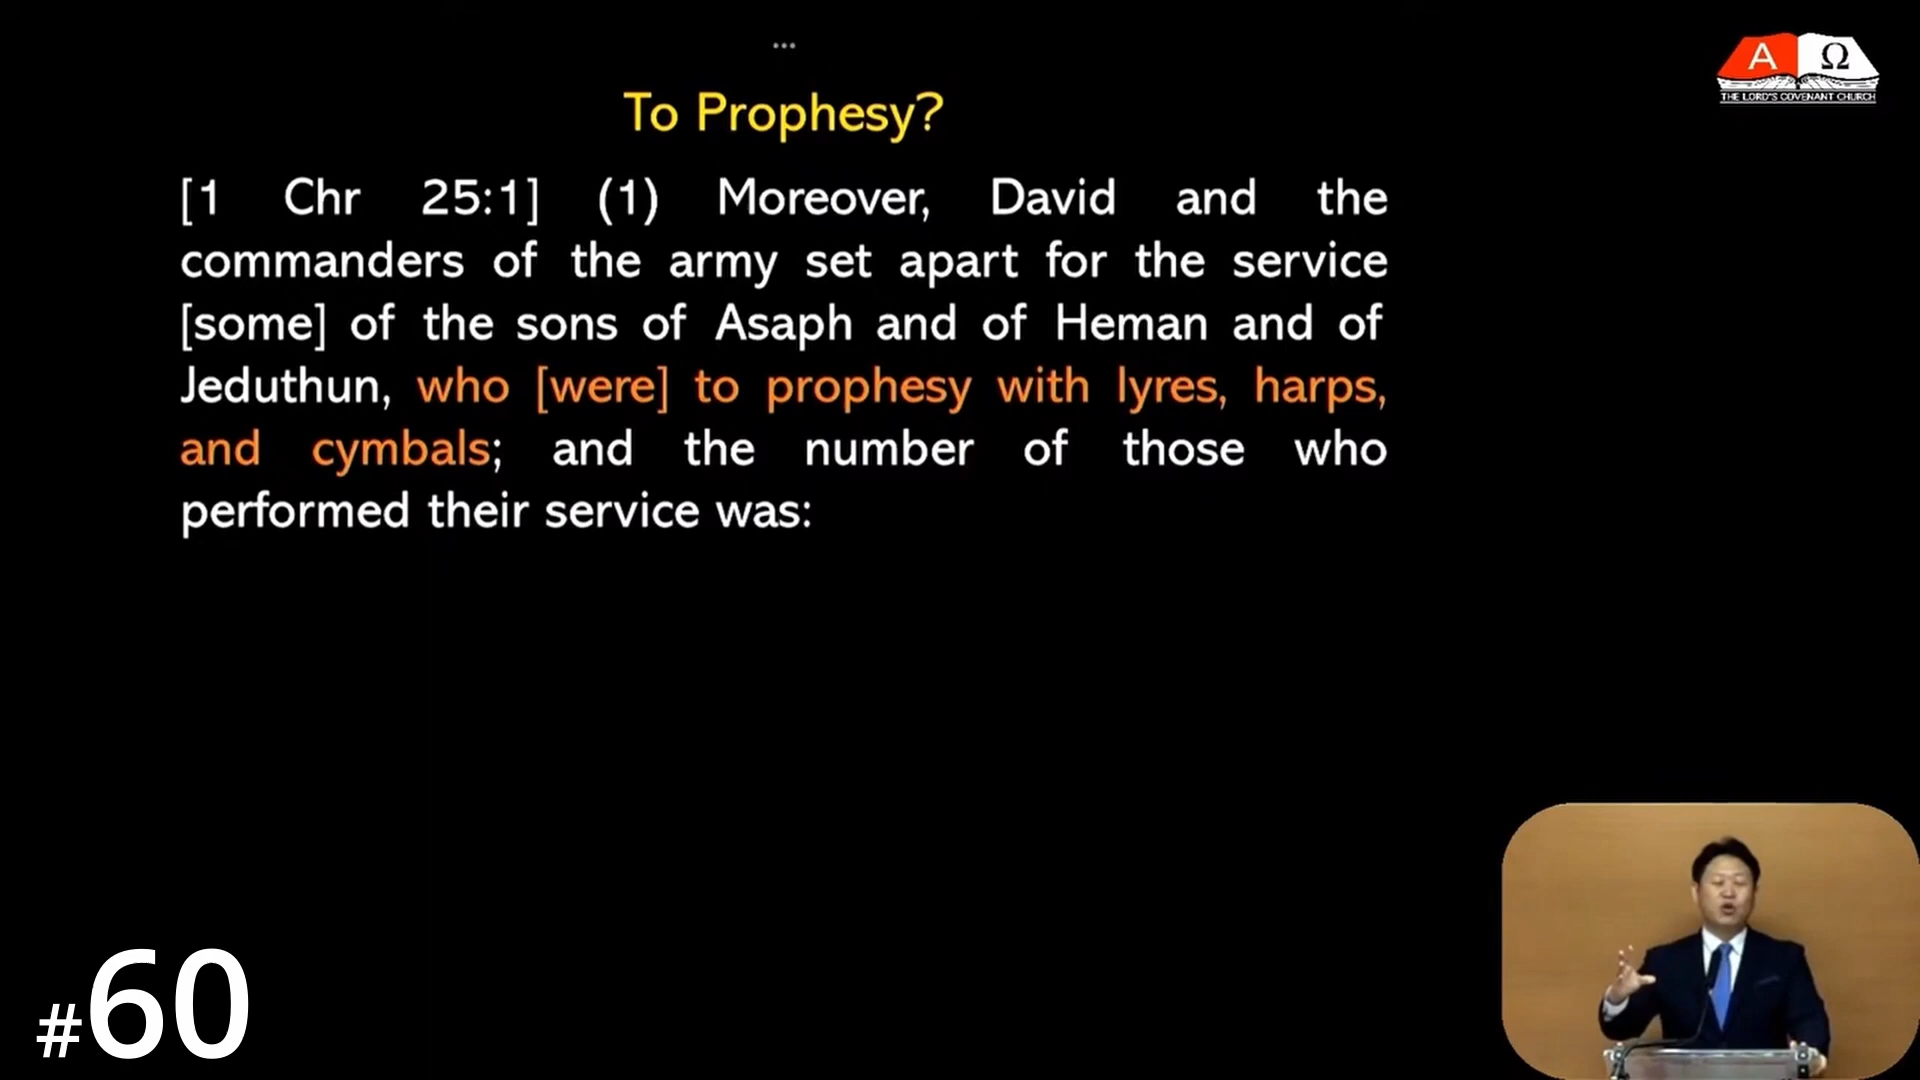 ...
To Prophesy?
[1 Chr 25:1] (1) Moreover, David and the
commanders of the army set apart for the service
[some] of the sons of Asaph and of Heman and of
Jeduthun, who [were] to prophesy with lyres, harps,
and cymbals; and the number of those who
performed their service was:
A Ω
THE LORD'S COVENANT CHURCH
#60